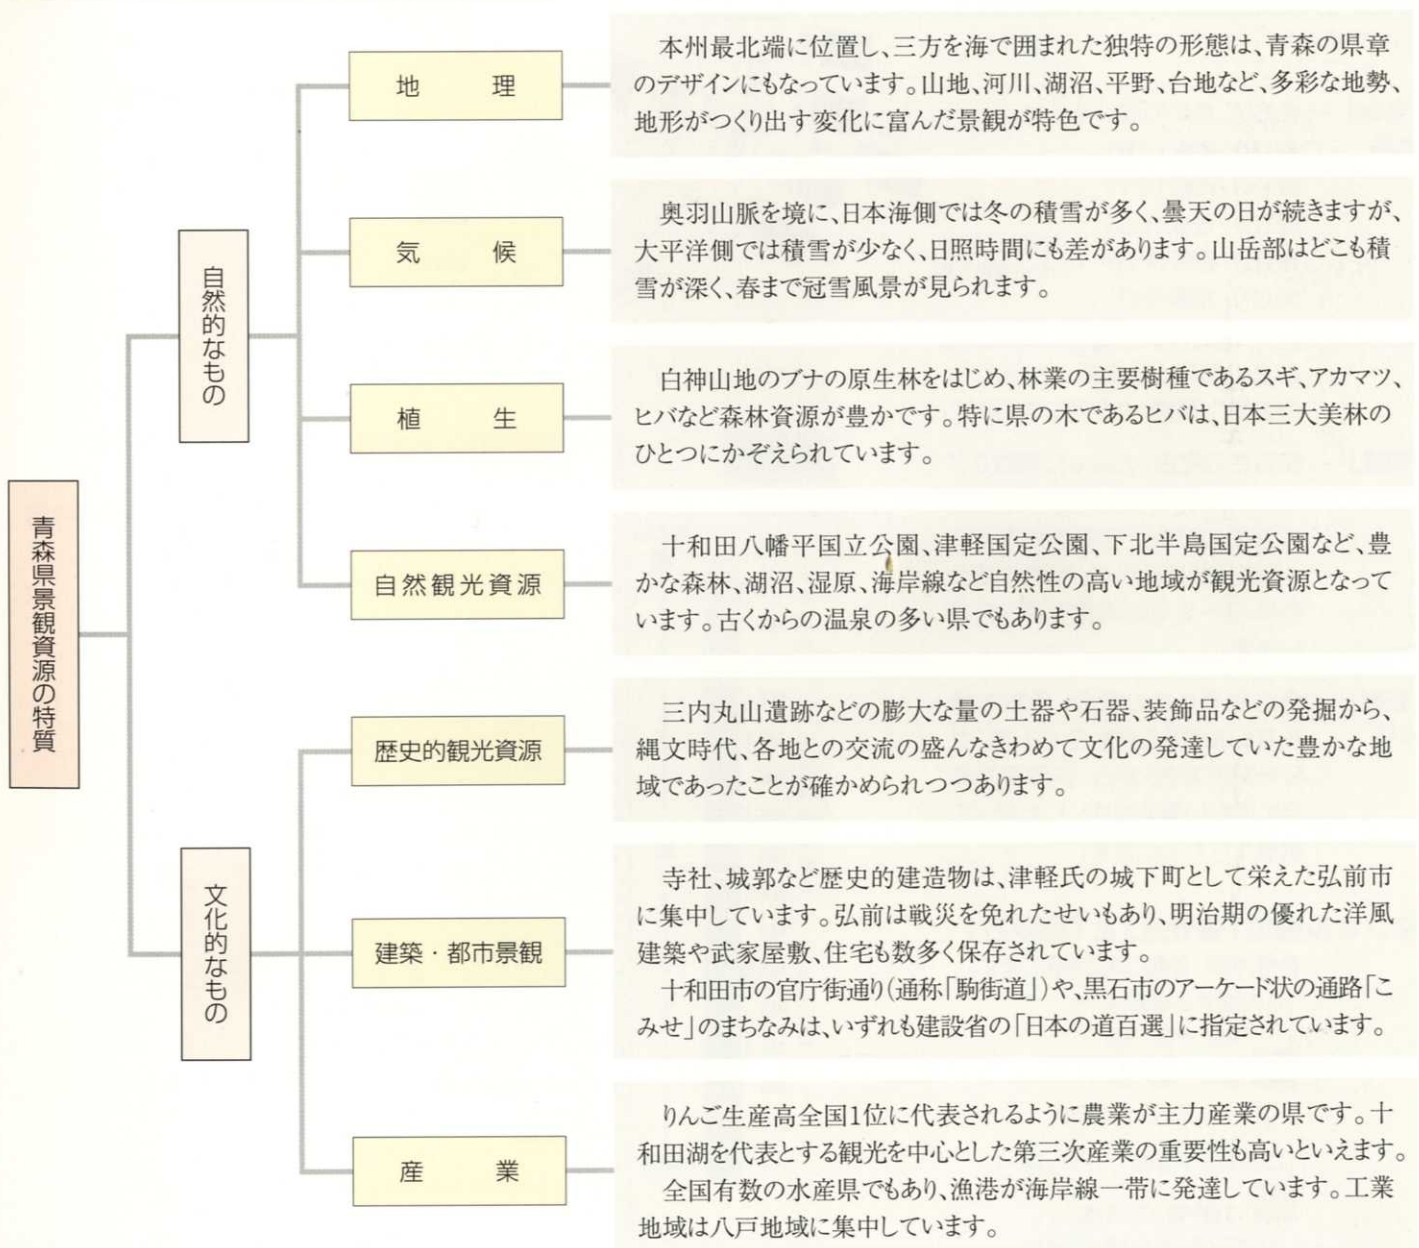 青森県景観資源の特質
自然的なもの
地理
本州最北端に位置し、三方を海で囲まれた独特の形態は、青森の県章
のデザインにもなっています。山地、河川、湖沼、平野、台地など、多彩な地勢、
地形がつくり出す変化に富んだ景観が特色です。
気候
奥羽山脈を境に、日本海側では冬の積雪が多く、曇天の日が続きますが、
大平洋側では積雪が少なく、日照時間にも差があります。山岳部はどこも積
雪が深く、春まで冠雪風景が見られます。
植生
白神山地のブナの原生林をはじめ、林業の主要樹種であるスギ、アカマツ、
ヒバなど森林資源が豊かです。特に県の木であるヒバは、日本三大美林の
ひとつにかぞえられています。
自然観光資源
十和田八幡平国立公園、津軽国定公園、下北半島国定公園など、豊
かな森林、湖沼、湿原、海岸線など自然性の高い地域が観光資源となって
います。古くからの温泉の多い県でもあります。
文化的なもの
歴史的観光資源
三内丸山遺跡などの膨大な量の土器や石器、装飾品などの発掘から、
縄文時代、各地との交流の盛んなきわめて文化の発達していた豊かな地
域であったことが確かめられつつあります。
建築・都市景観
寺社、城郭など歴史的建造物は、津軽氏の城下町として栄えた弘前市
に集中しています。弘前は戦災を免れたせいもあり、明治期の優れた洋風
建築や武家屋敷、住宅も数多く保存されています。
十和田市の官庁街通り(通称「駒街道」)や、黒石市のアーケード状の通路「こ
みせ」のまちなみは、いずれも建設省の「日本の道百選」に指定されています。
産業
りんご生産高全国1位に代表されるように農業が主力産業の県です。十
和田湖を代表とする観光を中心とした第三次産業の重要性も高いといえます。
全国有数の水産県でもあり、漁港が海岸線一帯に発達しています。工業
地域は八戸地域に集中しています。